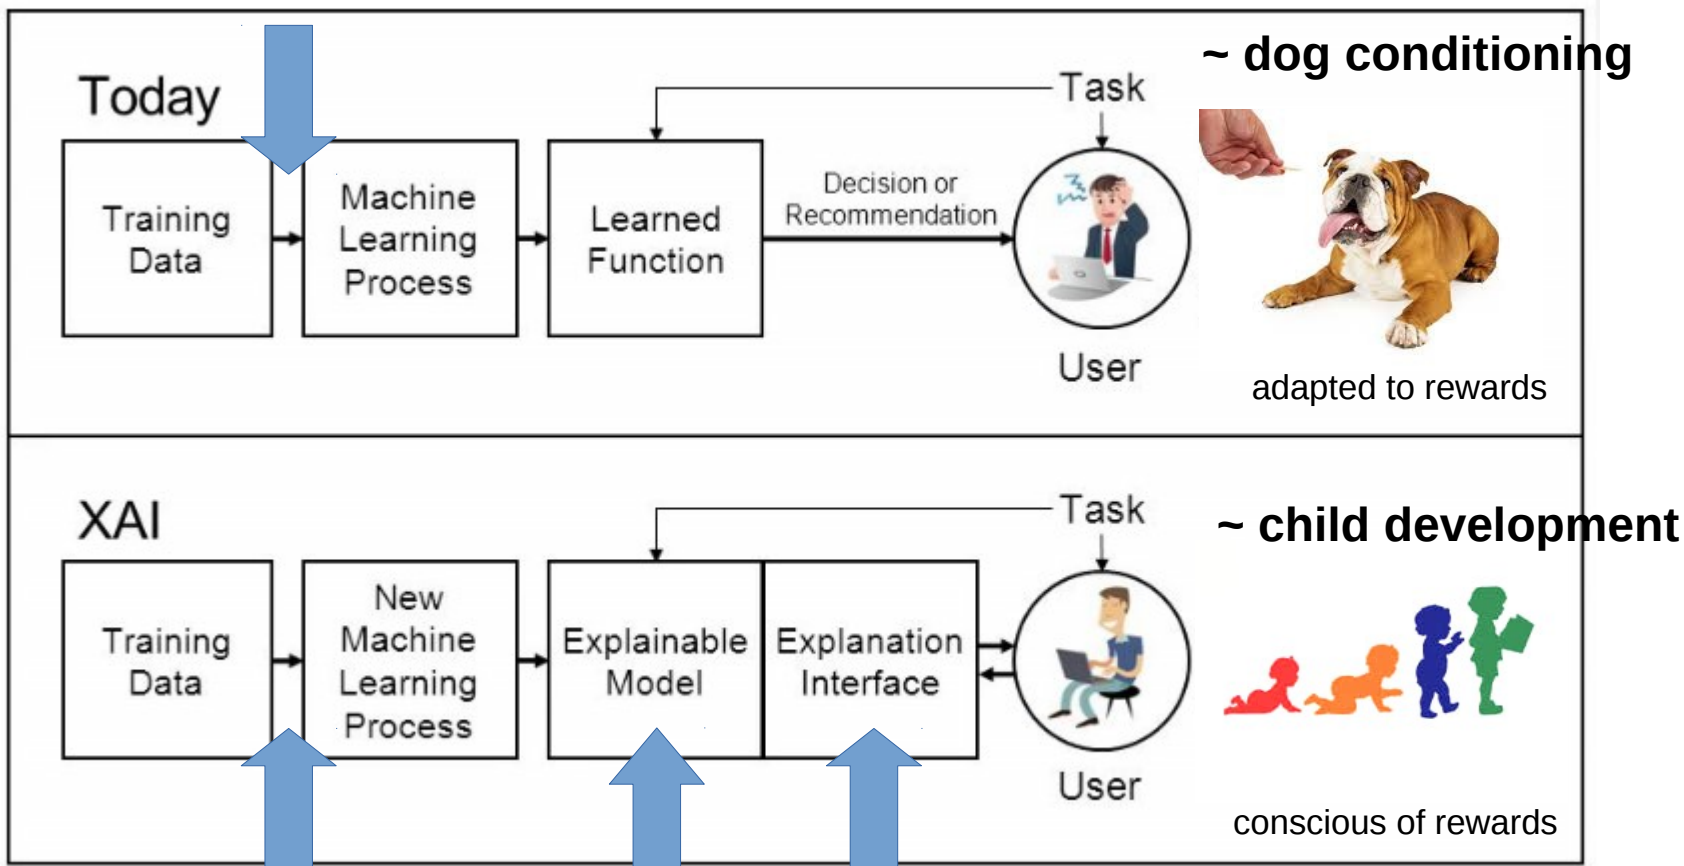 ~ dog conditioning
Today
Task
Training
Data
Machine
Learning
Process
Learned
Function
Decision or
Recommendation
User
adapted to rewards
XAI
Task
~ child development
Training
Data
New
Machine
Learning
Process
Explainable
Model
Explanation
Interface
User
conscious of rewards